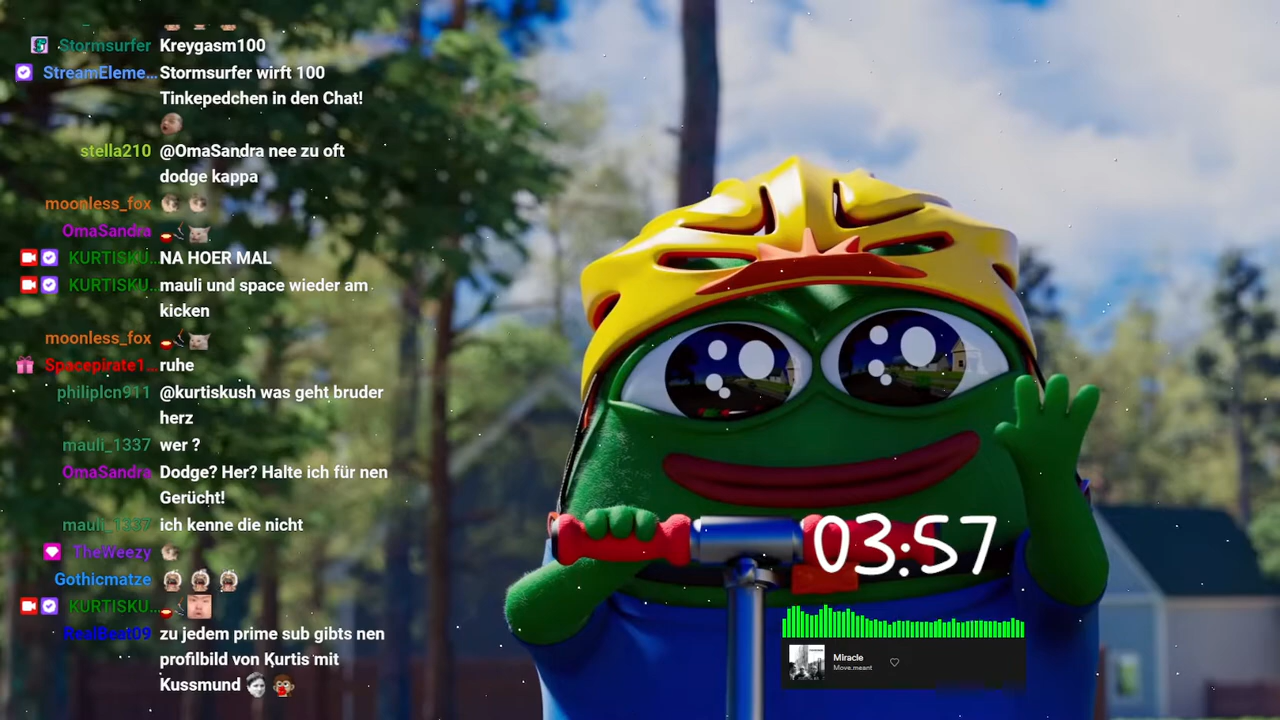 Stormsurfer Kreygasm100
StreamEleme... Stormsurfer wirft 100
Tinkepedchen in den Chat!
stella210 @OmaSandra nee zu oft
dodge kappa
moonless_fox
OmaSandra
KURTISKU... NA HOER MAL
KURTISKU... mauli und space wieder am
kicken
moonless_fox
Spacepirate1... ruhe
philiplcn911 @kurtiskush was geht bruder
herz
mauli_1337 wer ?
OmaSandra Dodge? Her? Halte ich für nen
Gerücht!
mauli_1337 ich kenne die nicht
TheWeezy
Gothicmatze
KURTISKU...
RealBeat09 zu jedem prime sub gibts nen
profilbild von Kurtis mit
Kussmund
03:57
Miracle
Move.meant